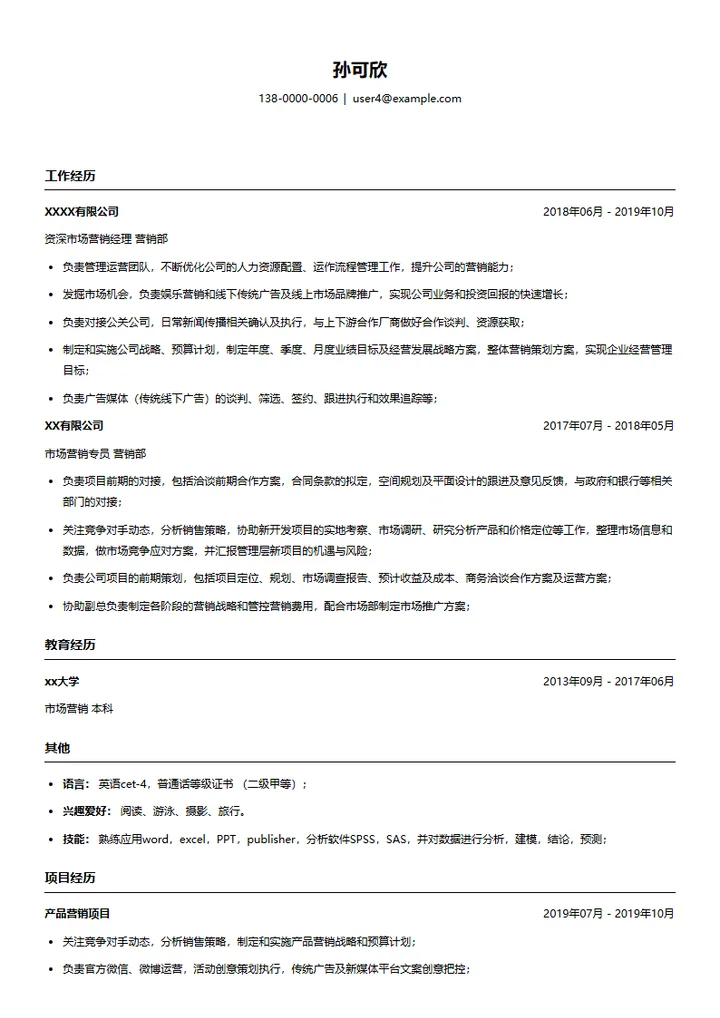 孙可欣
138-0000-0006 | user4@example.com
工作经历
XXXX有限公司 2018年06月 - 2019年10月
资深市场营销经理 营销部
• 负责管理运营团队，不断优化公司的人力资源配置、运作流程管理工作，提升公司的营销能力；
• 发掘市场机会，负责娱乐营销和线下传统广告及线上市场品牌推广，实现公司业务和投资回报的快速增长；
• 负责对接公关公司，日常新闻传播相关确认及执行，与上下游合作厂商做好合作谈判、资源获取；
• 制定和实施公司战略、预算计划，制定年度、季度、月度业绩目标及经营发展战略方案，整体营销策划方案，实现企业经营管理
目标；
• 负责广告媒体（传统线下广告）的谈判、筛选、签约、跟进执行和效果追踪等；
XX有限公司 2017年07月 - 2018年05月
市场营销专员 营销部
• 负责项目前期的对接，包括洽谈前期合作方案，合同条款的拟定，空间规划及平面设计的跟进及意见反馈，与政府和银行等相关
部门的对接；
• 关注竞争对手动态，分析销售策略，协助新开发项目的实地考察、市场调研、研究分析产品和价格定位等工作，整理市场信息和
数据，做市场竞争应对方案，并汇报管理层新项目的机遇与风险；
• 负责公司项目的前期策划，包括项目定位、规划、市场调查报告、预计收益及成本、商务洽谈合作方案及运营方案；
• 协助副总负责制定各阶段的营销战略和管控营销费用，配合市场部制定市场推广方案；
教育经历
xx大学 2013年09月 - 2017年06月
市场营销 本科
其他
• 语言： 英语cet-4，普通话等级证书 （二级甲等）；
• 兴趣爱好： 阅读、游泳、摄影、旅行。
• 技能： 熟练应用word，excel，PPT，publisher，分析软件SPSS，SAS，并对数据进行分析，建模，结论，预测；
项目经历
产品营销项目 2019年07月 - 2019年10月
• 关注竞争对手动态，分析销售策略，制定和实施产品营销战略和预算计划；
• 负责官方微信、微博运营，活动创意策划执行，传统广告及新媒体平台文案创意把控；